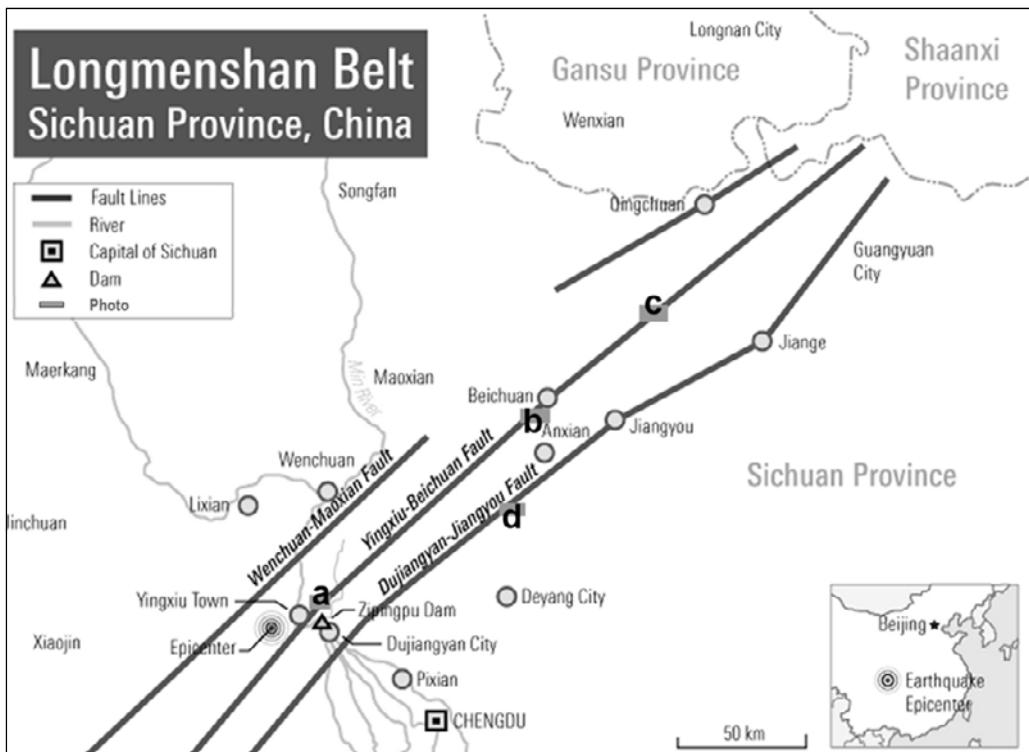 Longmenshan Belt
Sichuan Province, China
Fault Lines
River
Capital of Sichuan
Dam
Photo
Longnan City
Gansu Province
Shaanxi
Province
Wenxian
Songfan
Qingchuan
Guangyuan
City
c
Jiange
Maerkang
Min River
Maoxian
Beichuan
b
Anxian
Jiangyou
Wenchuan
Lixian
Wenchuan-Maoxian Fault
Yingxiu-Beichuan Fault
Dujiangyan-Jiangyou Fault
Sichuan Province
Jinchuan
d
a
Yingxiu Town
Zipingpu Dam
Deyang City
Epicenter
Dujiangyan City
Xiaojin
Pixian
CHENGDU
50 km
Beijing
Earthquake
Epicenter